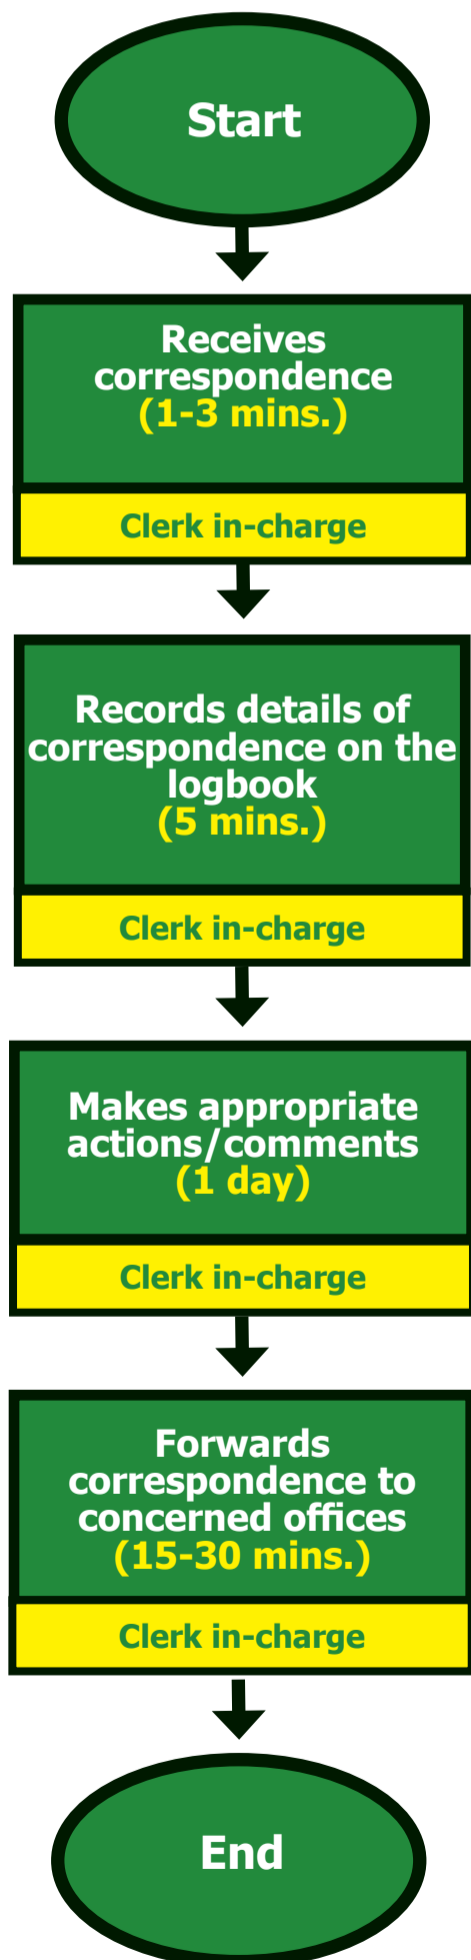 Start
Receives
correspondence
(1-3 mins.)
Clerk in-charge
Records details of
correspondence on the
logbook
(5 mins.)
Clerk in-charge
Makes appropriate
actions/comments
(1 day)
Clerk in-charge
Forwards
correspondence to
concerned offices
(15-30 mins.)
Clerk in-charge
End